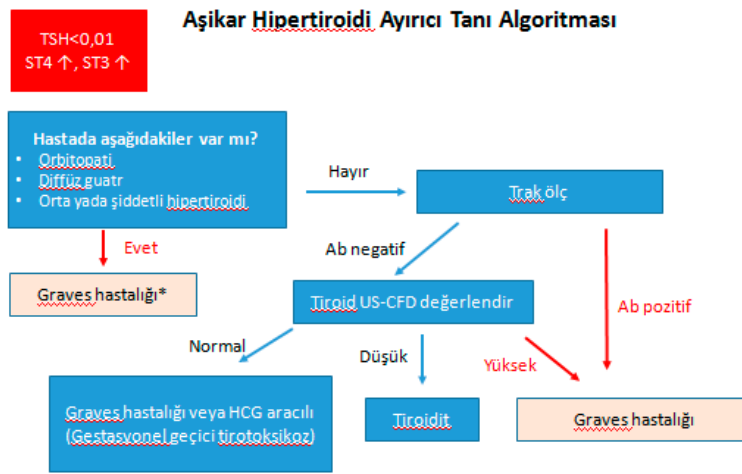 Aşikar Hipertiroidi Ayırıcı Tanı Algoritması
TSH<0,01
ST4 ↑, ST3 ↑
Hastada aşağıdakiler var mı?
• Orbitopati
• Diffüz guatr
• Orta yada şiddetli hipertiroidi
Hayır
Trak ölç
Evet
Ab negatif
Graves hastalığı*
Tiroid US-CFD değerlendir
Ab pozitif
Normal
Düşük
Yüksek
Graves hastalığı veya HCG aracılı
(Gestasyonel geçici tirotoksikoz)
Tiroidit
Graves hastalığı